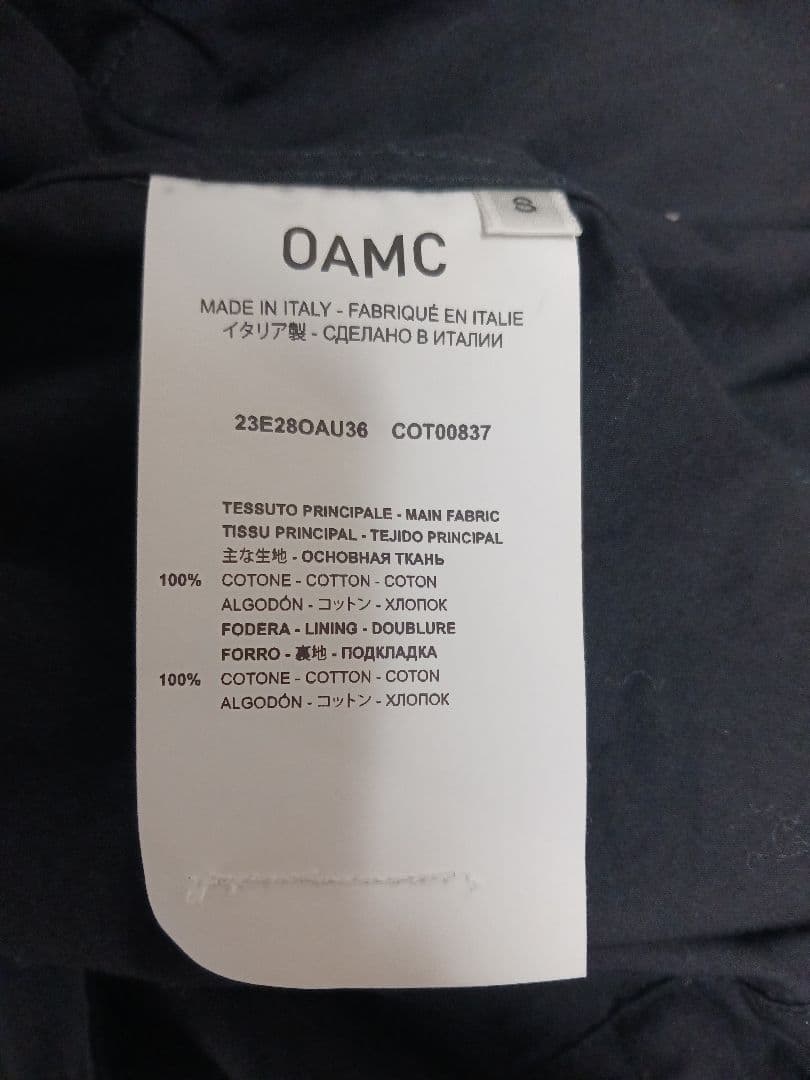 S
OAMC
MADE IN ITALY - FABRIQUÉ EN ITALIE
イタリア製 - СДЕЛАНО В ИТАЛИИ
23E28OAU36 COT00837
TESSUTO PRINCIPALE - MAIN FABRIC
TISSU PRINCIPAL - TEJIDO PRINCIPAL
主な生地 - ОСНОВНАЯ ТКАНЬ
100% COTONE - COTTON - COTON
ALGODÓN - コットン - ХЛОПОК
FODERA - LINING - DOUBLURE
FORRO - 裏地 - ПОДКЛАДКА
100% COTONE - COTTON - COTON
ALGODÓN - コットン - ХЛОПОК